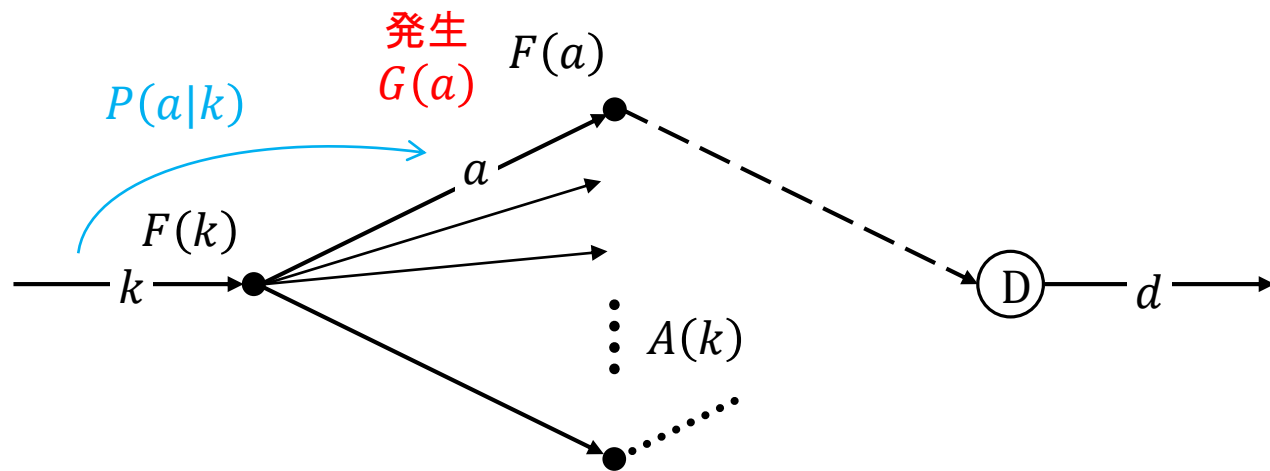 発生
G(a)
F(a)
P(a|k)
a
F(k)
k
D
d
A(k)